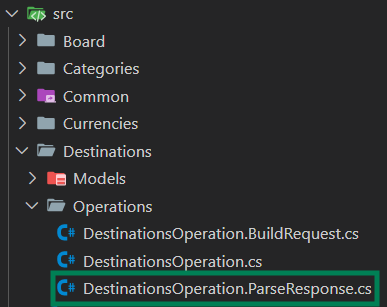 src
Board
Categories
Common
Currencies
Destinations
Models
Operations
DestinationsOperation.BuildRequest.cs
DestinationsOperation.cs
DestinationsOperation.ParseResponse.cs